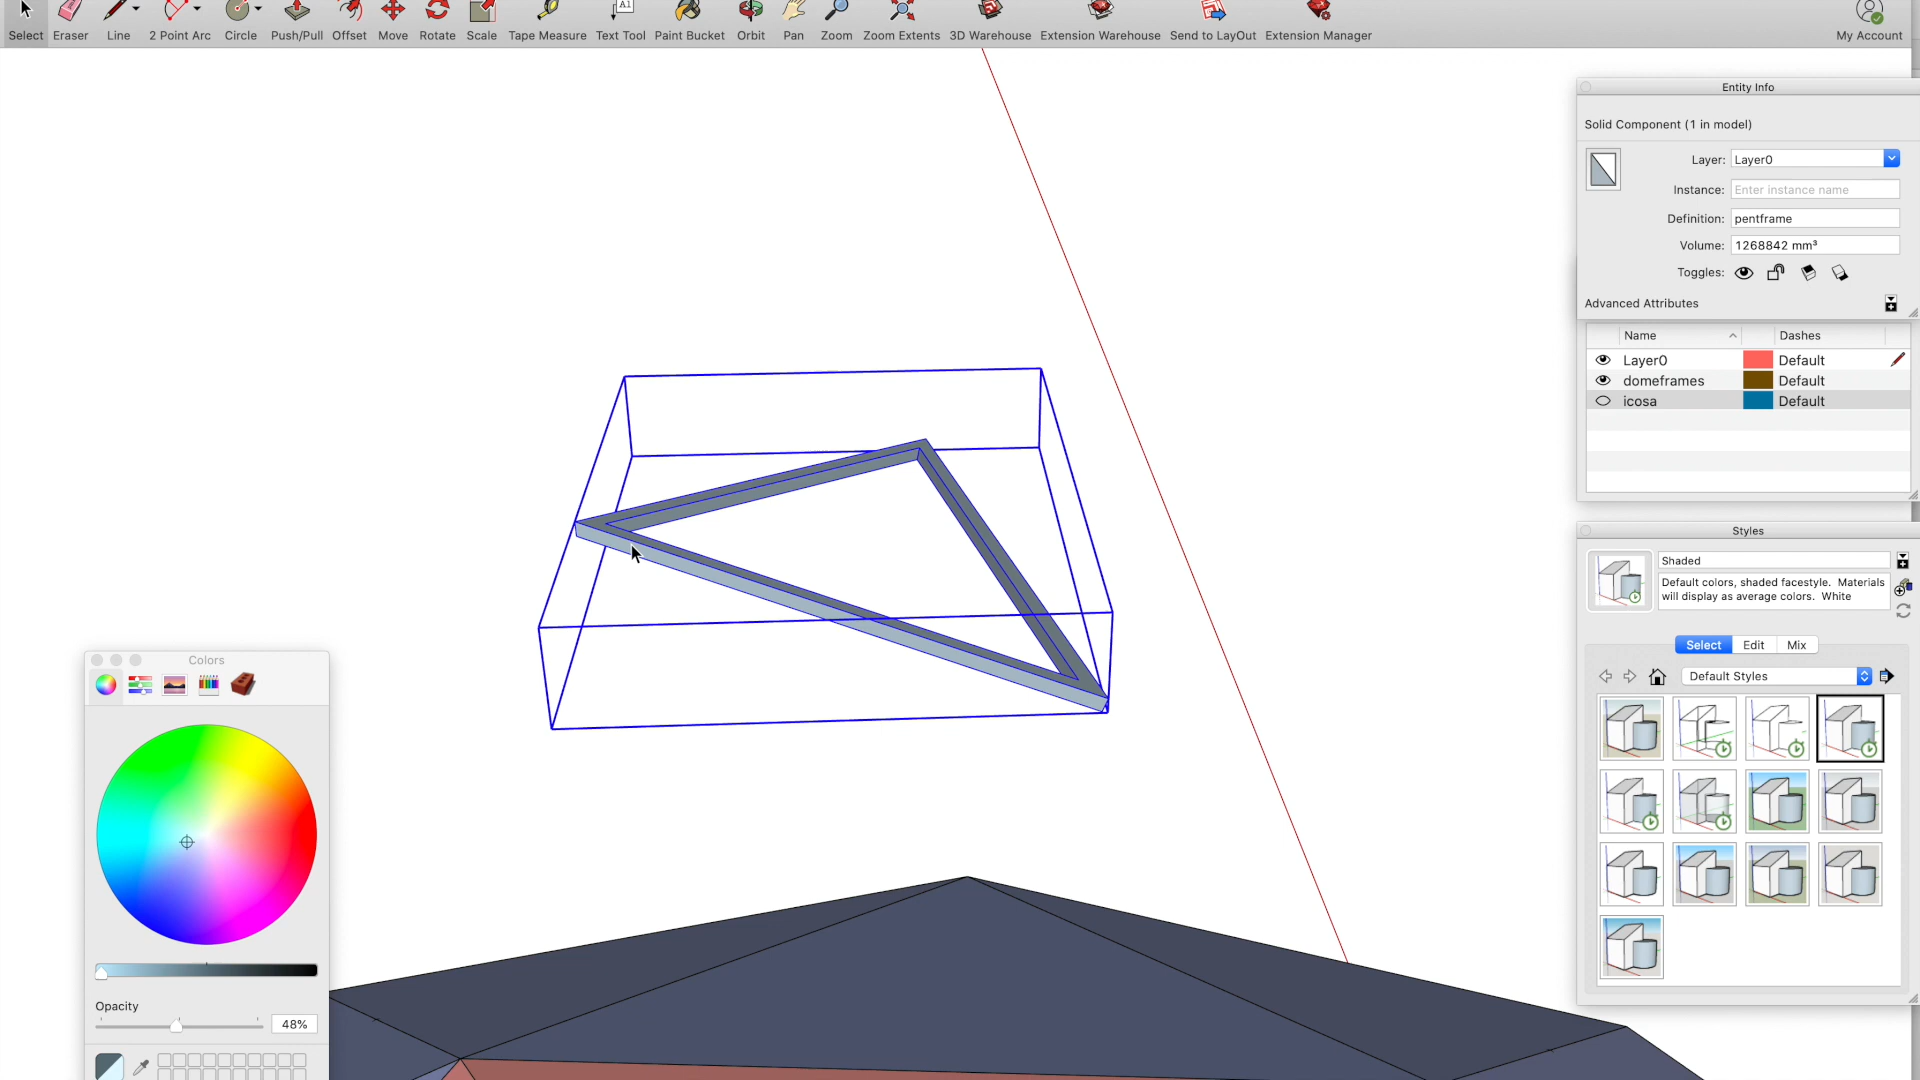 Select Eraser Line 2 Point Arc Circle Push/Pull Offset Move Rotate Scale Tape Measure Text Tool Paint Bucket Orbit Pan Zoom Zoom Extents 3D Warehouse Extension Warehouse Send to LayOut Extension Manager My Account
A1
Entity Info
Solid Component (1 in model)
Layer: Layer0
Instance: Enter instance name
Definition: pentframe
Volume: 1268842 mm³
Toggles:
Advanced Attributes
Name Dashes
Layer0 Default
domeframes Default
icosa Default
Styles
Shaded
Default colors, shaded facestyle. Materials
will display as average colors. White
Select Edit Mix
Default Styles
Colors
Opacity
48%